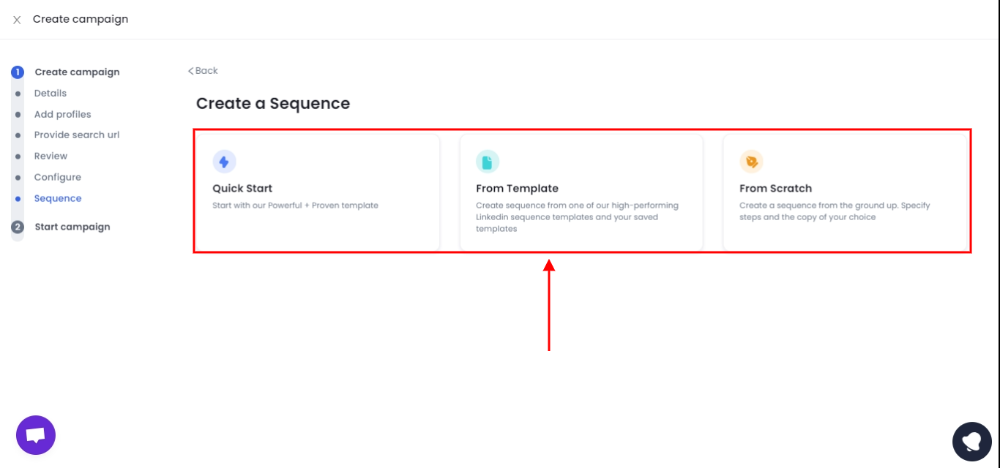 Create campaign
1 Create campaign
Details
Add profiles
Provide search url
Review
Configure
Sequence
2 Start campaign
Back
Create a Sequence
Quick Start
Start with our Powerful + Proven template
From Template
Create sequence from one of our high-performing
Linkedin sequence templates and your saved
templates
From Scratch
Create a sequence from the ground up. Specify
steps and the copy of your choice